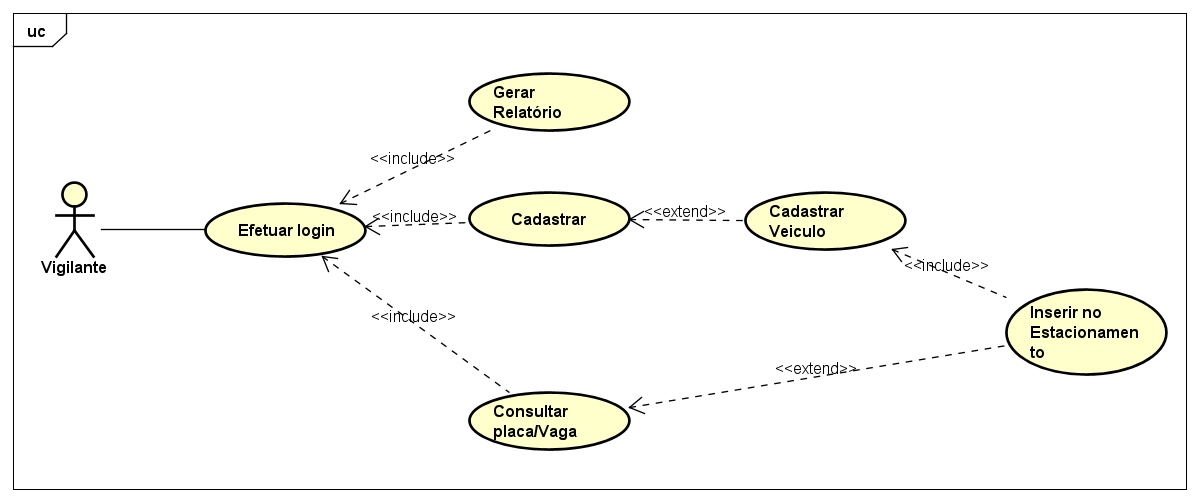 uc
Gerar
Relatório
<<include>>
Cadastrar
<<include>>
<<extend>>
Cadastrar
Veiculo
Efetuar login
Vigilante
<<include>>
<<include>>
Inserir no
Estacionamen
to
<<extend>>
Consultar
placa/Vaga